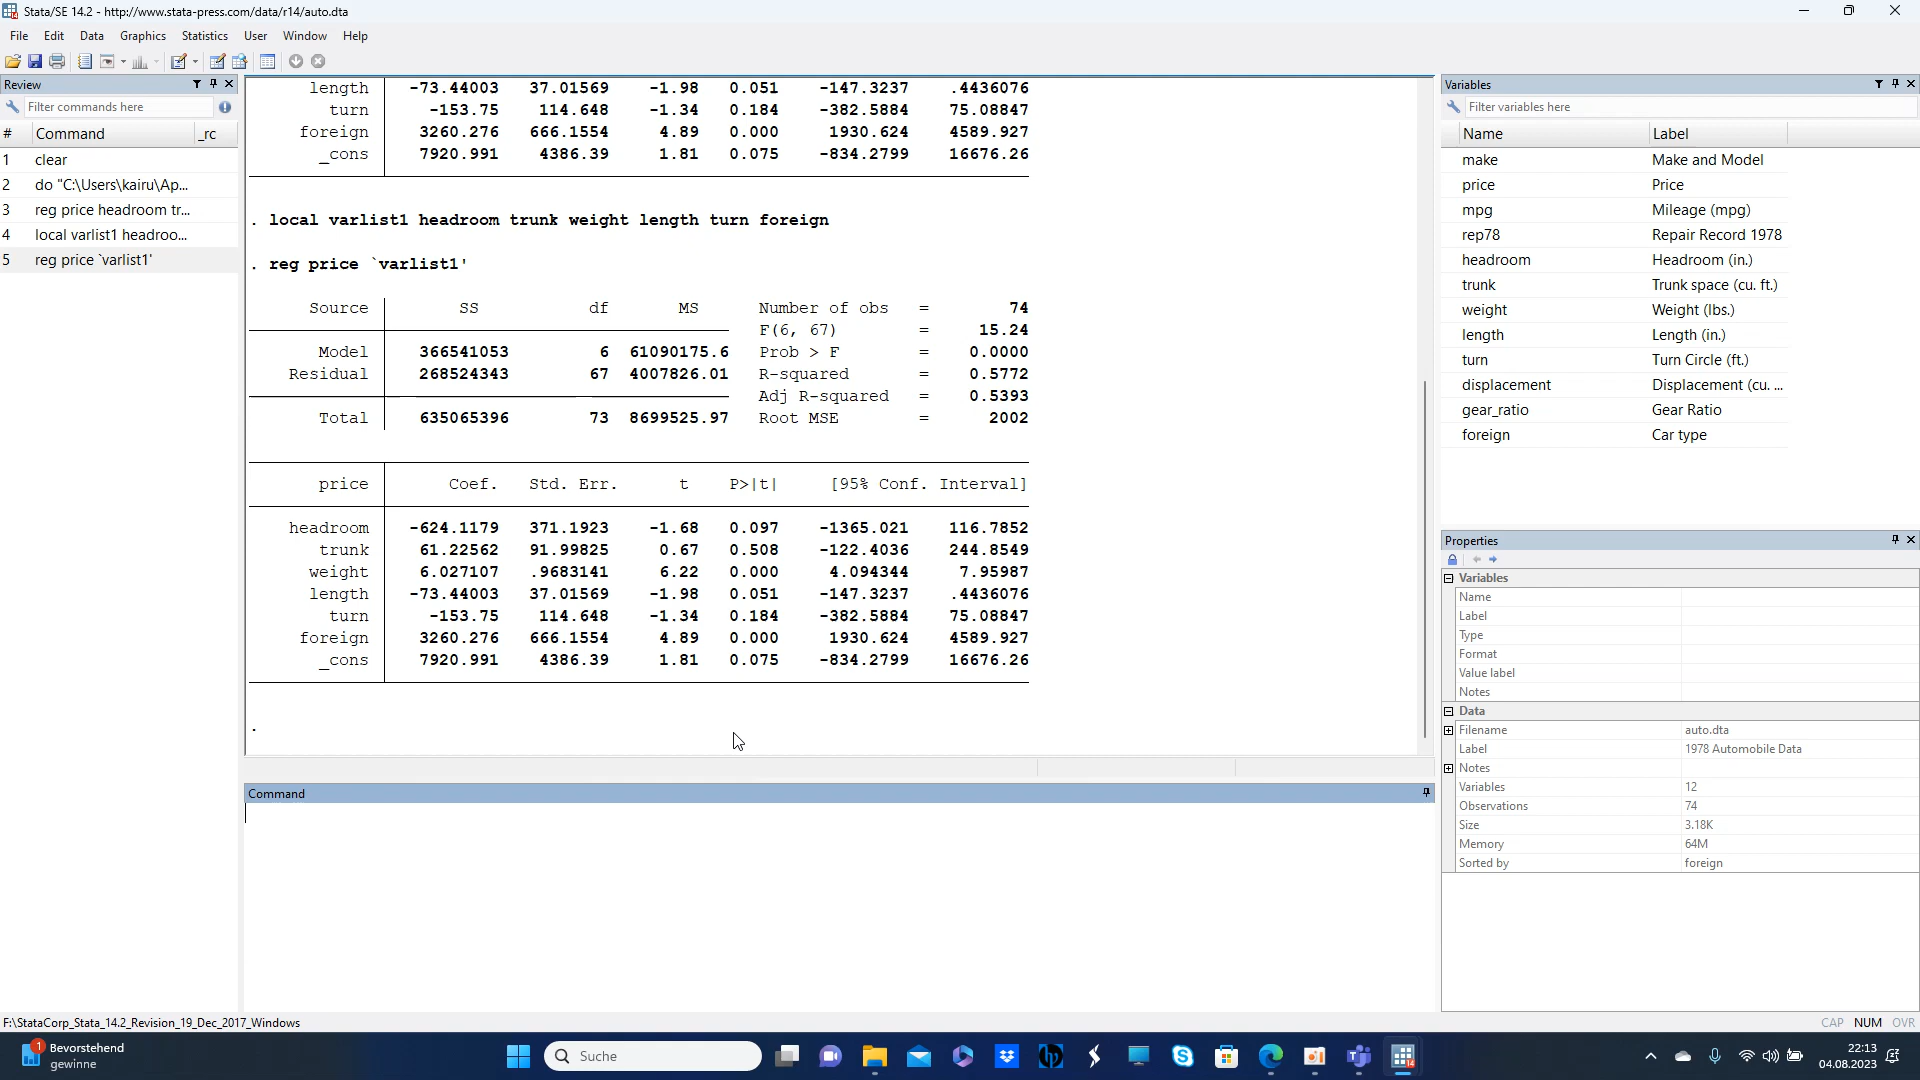 Stata/SE 14.2 - http://www.stata-press.com/data/r14/auto.dta
File Edit Data Graphics Statistics User Window Help
Review
Filter commands here
# Command _rc
1 clear
2 do "C:\Users\kairu\Ap...
3 reg price headroom tr...
4 local varlist1 headroo...
5 reg price `varlist1'
length -73.44003 37.01569 -1.98 0.051 -147.3237 .4436076
turn -153.75 114.648 -1.34 0.184 -382.5884 75.08847
foreign 3260.276 666.1554 4.89 0.000 1930.624 4589.927
_cons 7920.991 4386.39 1.81 0.075 -834.2799 16676.26
. local varlist1 headroom trunk weight length turn foreign
. reg price `varlist1'
Source SS df MS Number of obs = 74
F(6, 67) = 15.24
Model 366541053 6 61090175.6 Prob > F = 0.0000
Residual 268524343 67 4007826.01 R-squared = 0.5772
Adj R-squared = 0.5393
Total 635065396 73 8699525.97 Root MSE = 2002
price Coef. Std. Err. t P>|t| [95% Conf. Interval]
headroom -624.1179 371.1923 -1.68 0.097 -1365.021 116.7852
trunk 61.22562 91.99825 0.67 0.508 -122.4036 244.8549
weight 6.027107 .9683141 6.22 0.000 4.094344 7.95987
length -73.44003 37.01569 -1.98 0.051 -147.3237 .4436076
turn -153.75 114.648 -1.34 0.184 -382.5884 75.08847
foreign 3260.276 666.1554 4.89 0.000 1930.624 4589.927
_cons 7920.991 4386.39 1.81 0.075 -834.2799 16676.26
.
Command
Variables
Filter variables here
Name Label
make Make and Model
price Price
mpg Mileage (mpg)
rep78 Repair Record 1978
headroom Headroom (in.)
trunk Trunk space (cu. ft.)
weight Weight (lbs.)
length Length (in.)
turn Turn Circle (ft.)
displacement Displacement (cu. ...
gear_ratio Gear Ratio
foreign Car type
Properties
Variables
Name
Label
Type
Format
Value label
Notes
Data
Filename auto.dta
Label 1978 Automobile Data
Notes
Variables 12
Observations 74
Size 3.18K
Memory 64M
Sorted by foreign
F:\StataCorp_Stata_14.2_Revision_19_Dec_2017_Windows
CAP NUM OVR
1
Bevorstehend
gewinne
Suche
hp
14
22:13
04.08.2023